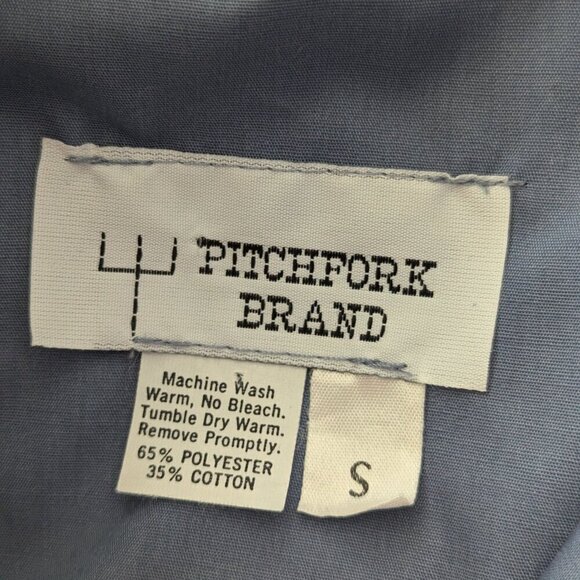 PITCHFORK
BRAND
Machine Wash
Warm, No Bleach.
Tumble Dry Warm.
Remove Promptly.
65% POLYESTER
35% COTTON
S